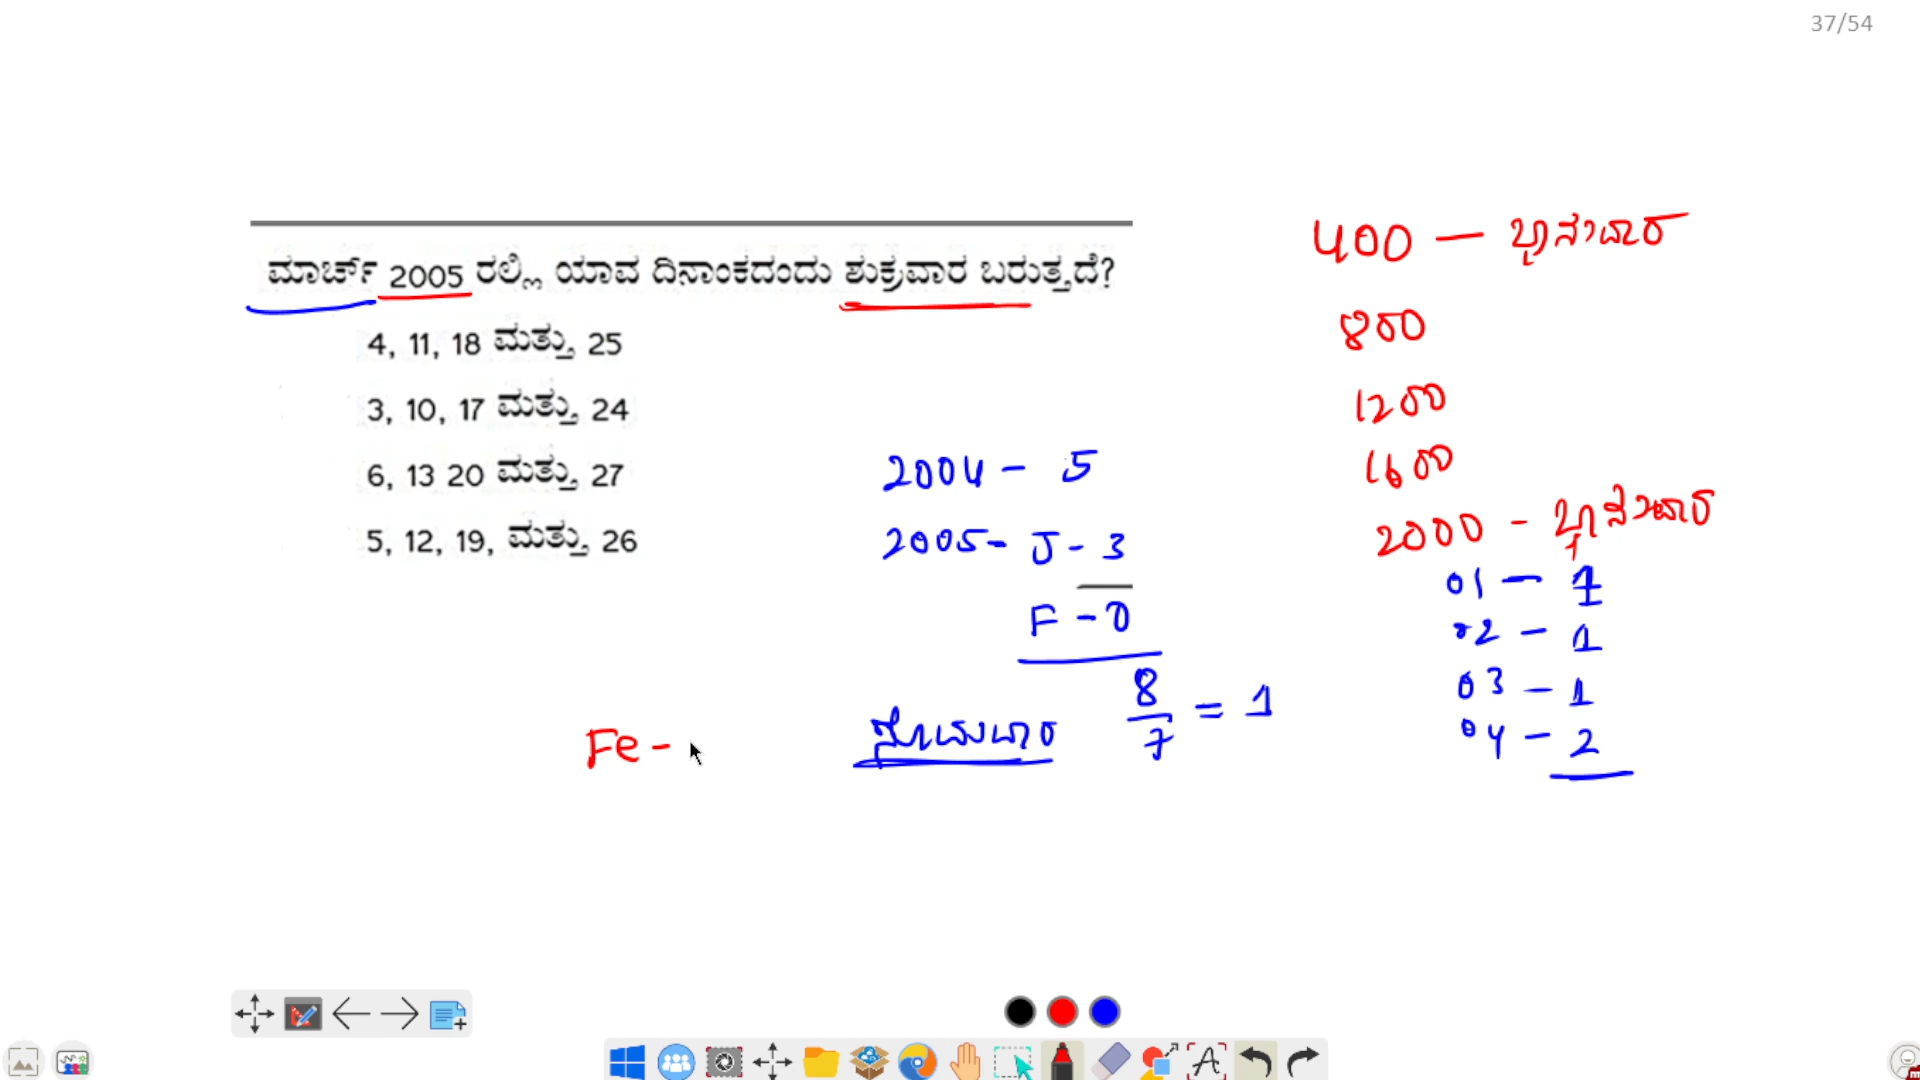 37/54
ಮಾರ್ಚ್ 2005 ರಲ್ಲಿ ಯಾವ ದಿನಾಂಕದಂದು ಶುಕ್ರವಾರ ಬರುತ್ತದೆ?
4, 11, 18 ಮತ್ತು 25
3, 10, 17 ಮತ್ತು 24
6, 13 20 ಮತ್ತು 27
5, 12, 19, ಮತ್ತು 26
2004 - 5
2005 - J - 3
F - 0
8/7 = 1
ಸೋಮವಾರ
Fe -
400 - ಭಾನುವಾರ
800
1200
1600
2000 - ಭಾನುವಾರ
01 - 1
02 - 1
03 - 1
04 - 2